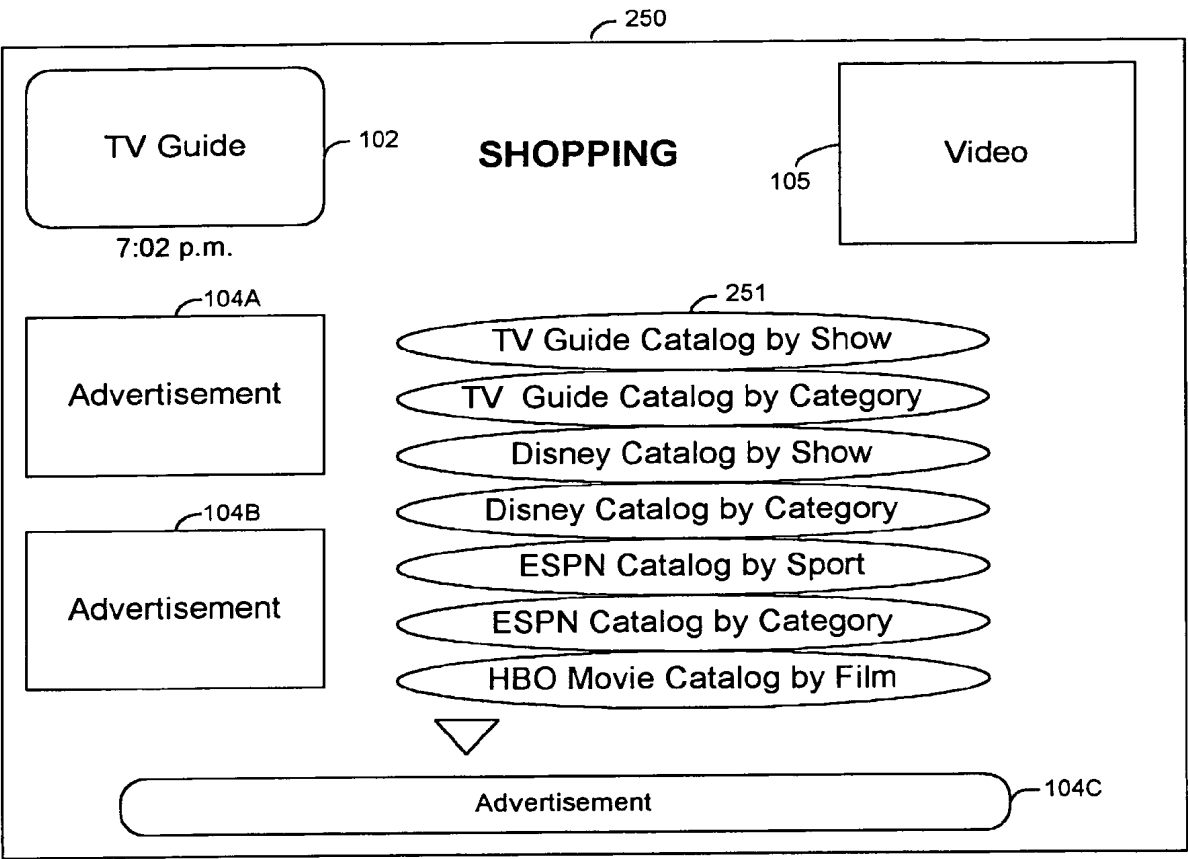 250
TV Guide
102
SHOPPING
105
Video
7:02 p.m.
104A
Advertisement
104B
Advertisement
251
TV Guide Catalog by Show
TV Guide Catalog by Category
Disney Catalog by Show
Disney Catalog by Category
ESPN Catalog by Sport
ESPN Catalog by Category
HBO Movie Catalog by Film
Advertisement
104C